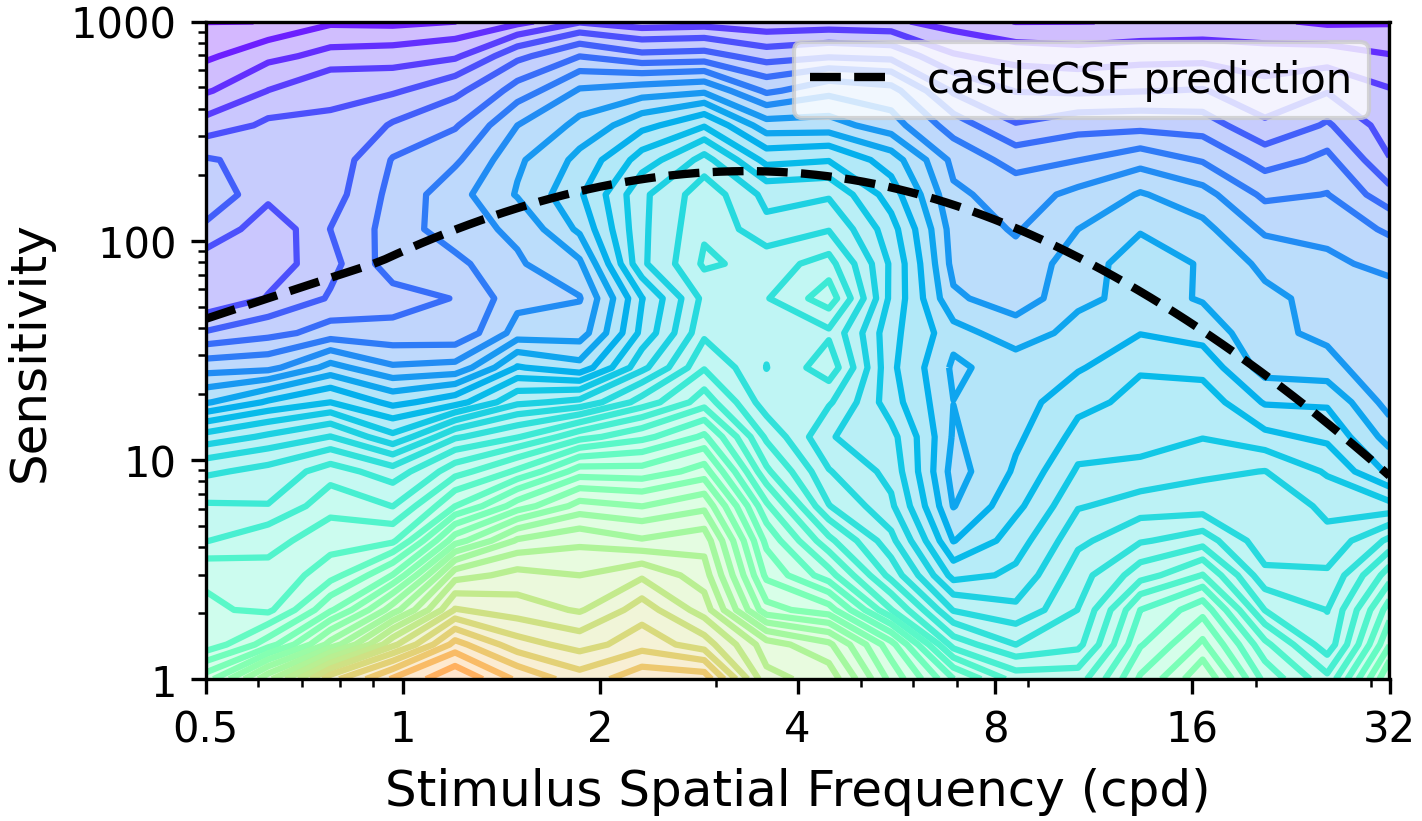 1000
castleCSF prediction
100
Sensitivity
10
1
0.5 1 2 4 8 16 32
Stimulus Spatial Frequency (cpd)